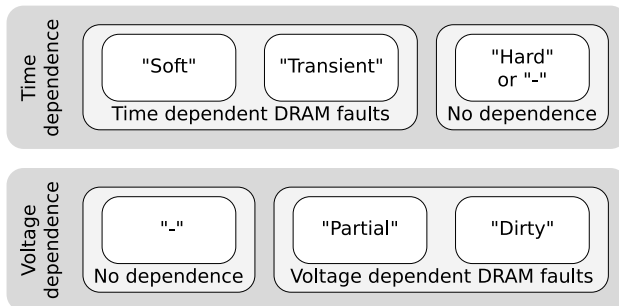 Time
dependence
"Soft"
"Transient"
"Hard"
or "-"
Time dependent DRAM faults
No dependence
Voltage
dependence
"-"
"Partial"
"Dirty"
No dependence
Voltage dependent DRAM faults